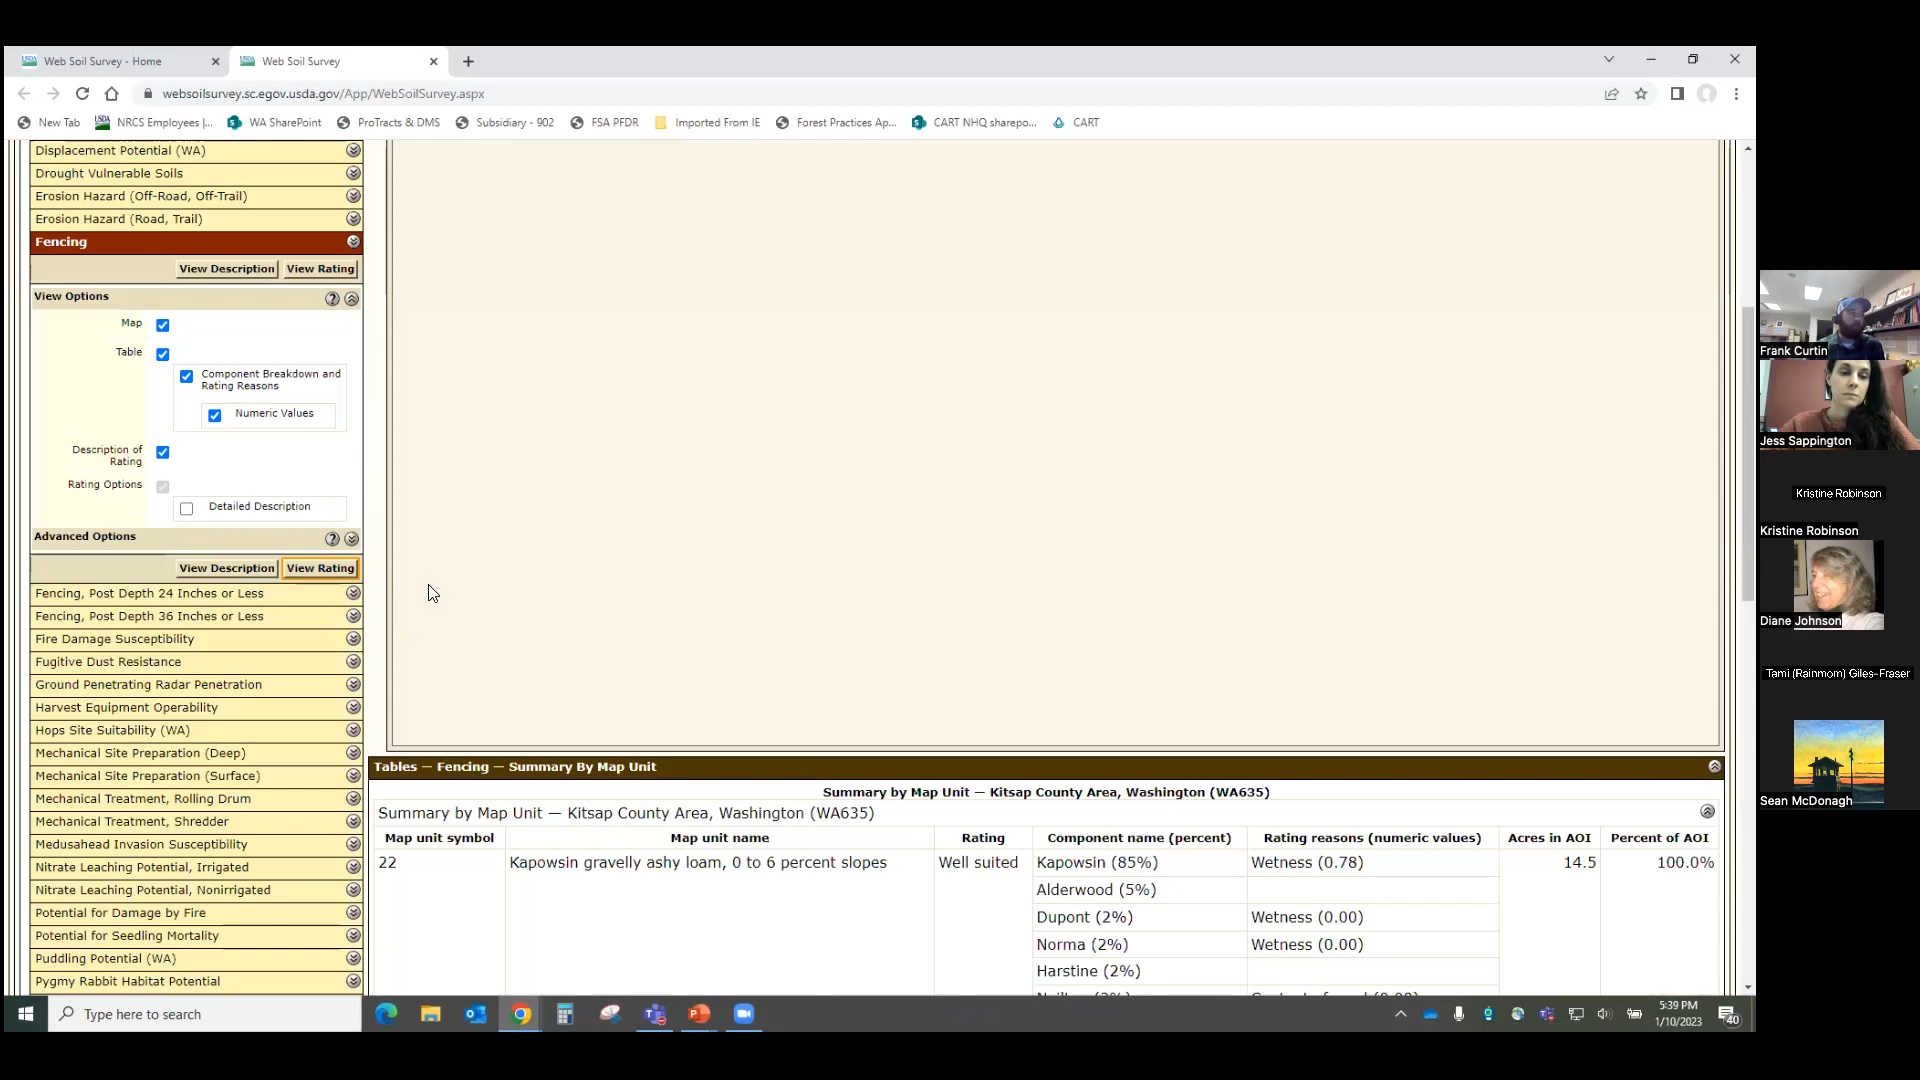 Web Soil Survey - Home
Web Soil Survey
websoilsurvey.sc.egov.usda.gov/App/WebSoilSurvey.aspx
New Tab
NRCS Employees |...
WA SharePoint
ProTracts & DMS
Subsidiary - 902
FSA PFDR
Imported From IE
Forest Practices Ap...
CART NHQ sharepo...
CART
Displacement Potential (WA)
Drought Vulnerable Soils
Erosion Hazard (Off-Road, Off-Trail)
Erosion Hazard (Road, Trail)
Fencing
View Description View Rating
View Options
Map
Table
Component Breakdown and
Rating Reasons
Numeric Values
Description of
Rating
Rating Options
Detailed Description
Advanced Options
View Description View Rating
Fencing, Post Depth 24 Inches or Less
Fencing, Post Depth 36 Inches or Less
Fire Damage Susceptibility
Fugitive Dust Resistance
Ground Penetrating Radar Penetration
Harvest Equipment Operability
Hops Site Suitability (WA)
Mechanical Site Preparation (Deep)
Mechanical Site Preparation (Surface)
Mechanical Treatment, Rolling Drum
Mechanical Treatment, Shredder
Medusahead Invasion Susceptibility
Nitrate Leaching Potential, Irrigated
Nitrate Leaching Potential, Nonirrigated
Potential for Damage by Fire
Potential for Seedling Mortality
Puddling Potential (WA)
Pygmy Rabbit Habitat Potential
Tables — Fencing — Summary By Map Unit
Summary by Map Unit — Kitsap County Area, Washington (WA635)
Summary by Map Unit — Kitsap County Area, Washington (WA635)
Map unit symbol Map unit name Rating Component name (percent) Rating reasons (numeric values) Acres in AOI Percent of AOI
22 Kapowsin gravelly ashy loam, 0 to 6 percent slopes Well suited Kapowsin (85%) Wetness (0.78) 14.5 100.0%
Alderwood (5%)
Dupont (2%) Wetness (0.00)
Norma (2%) Wetness (0.00)
Harstine (2%)
Type here to search
5:39 PM
1/10/2023
40
Frank Curtin
Jess Sappington
Kristine Robinson
Kristine Robinson
Diane Johnson
Tami (Rainmom) Giles-Fraser
Sean McDonagh